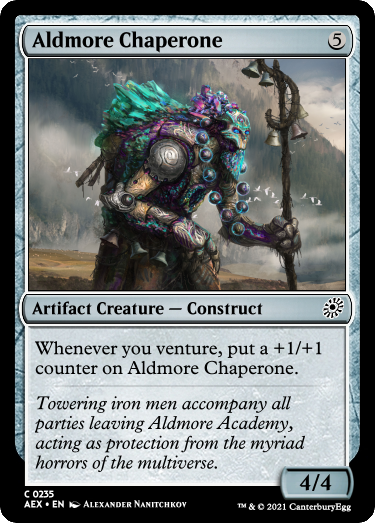 Aldmore Chaperone 5
Artifact Creature — Construct
Whenever you venture, put a +1/+1
counter on Aldmore Chaperone.
Towering iron men accompany all
parties leaving Aldmore Academy,
acting as protection from the myriad
horrors of the multiverse.
4/4
C 0235
AEX • EN Alexander Nanitchkov
™ & © 2021 CanterburyEgg